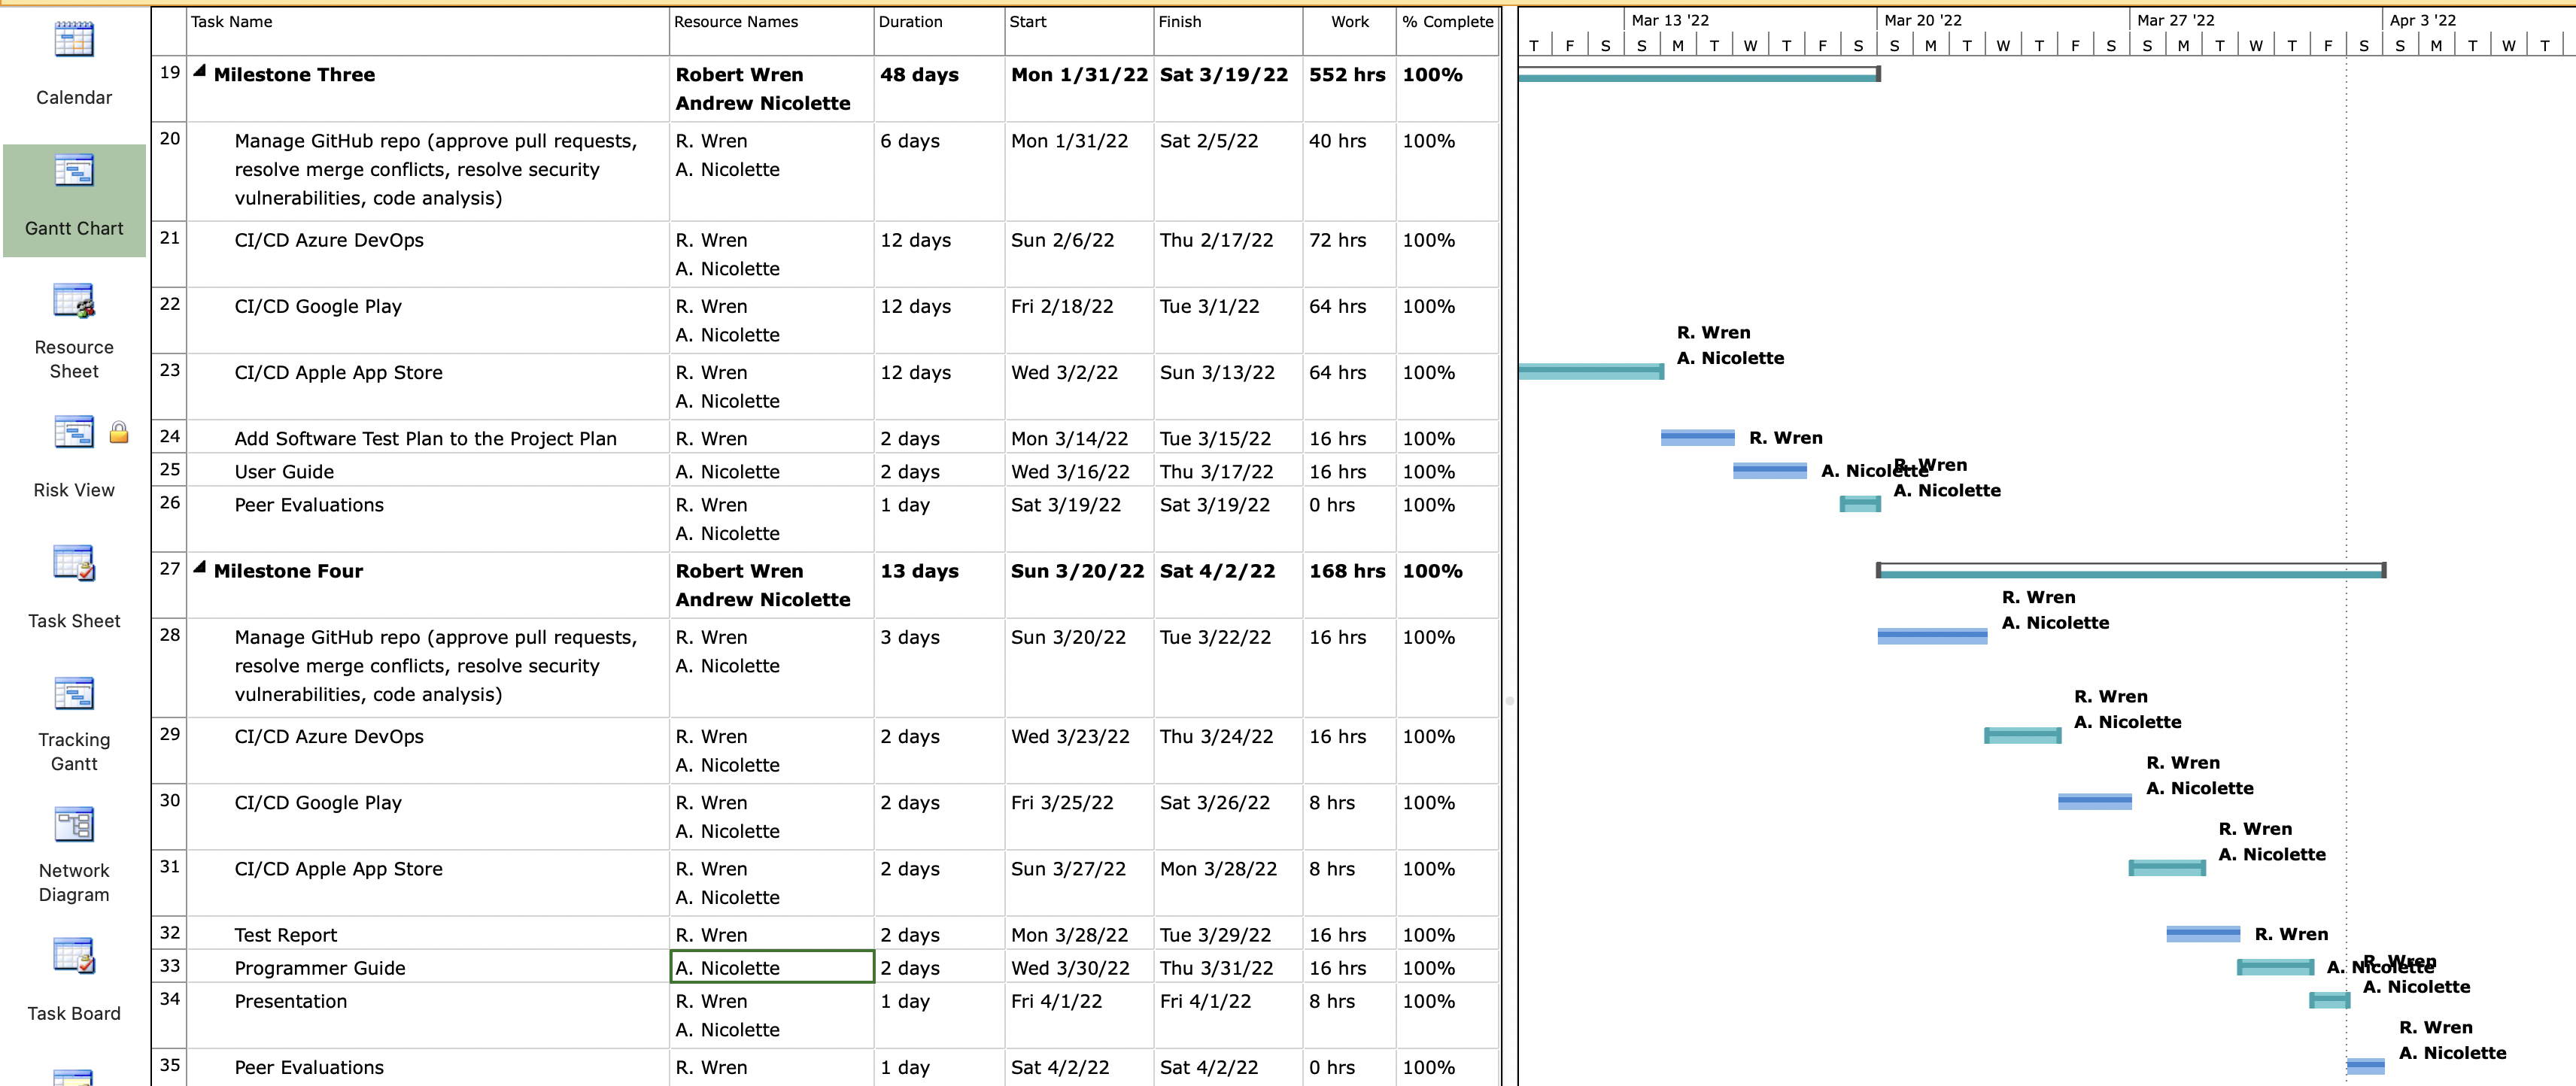 Task Name Resource Names Duration Start Finish Work % Complete
Mar 13 '22 Mar 20 '22 Mar 27 '22 Apr 3 '22
T F S S M T W T F S S M T W T F S S M T W T F S S M T W T
Calendar
Gantt Chart
Resource
Sheet
Risk View
Task Sheet
Tracking
Gantt
Network
Diagram
Task Board
19 Milestone Three Robert Wren 48 days Mon 1/31/22 Sat 3/19/22 552 hrs 100%
Andrew Nicolette
20 Manage GitHub repo (approve pull requests, R. Wren 6 days Mon 1/31/22 Sat 2/5/22 40 hrs 100%
resolve merge conflicts, resolve security A. Nicolette
vulnerabilities, code analysis)
21 CI/CD Azure DevOps R. Wren 12 days Sun 2/6/22 Thu 2/17/22 72 hrs 100%
A. Nicolette
22 CI/CD Google Play R. Wren 12 days Fri 2/18/22 Tue 3/1/22 64 hrs 100%
A. Nicolette
23 CI/CD Apple App Store R. Wren 12 days Wed 3/2/22 Sun 3/13/22 64 hrs 100%
A. Nicolette
24 Add Software Test Plan to the Project Plan R. Wren 2 days Mon 3/14/22 Tue 3/15/22 16 hrs 100%
25 User Guide A. Nicolette 2 days Wed 3/16/22 Thu 3/17/22 16 hrs 100%
26 Peer Evaluations R. Wren 1 day Sat 3/19/22 Sat 3/19/22 0 hrs 100%
A. Nicolette
27 Milestone Four Robert Wren 13 days Sun 3/20/22 Sat 4/2/22 168 hrs 100%
Andrew Nicolette
28 Manage GitHub repo (approve pull requests, R. Wren 3 days Sun 3/20/22 Tue 3/22/22 16 hrs 100%
resolve merge conflicts, resolve security A. Nicolette
vulnerabilities, code analysis)
29 CI/CD Azure DevOps R. Wren 2 days Wed 3/23/22 Thu 3/24/22 16 hrs 100%
A. Nicolette
30 CI/CD Google Play R. Wren 2 days Fri 3/25/22 Sat 3/26/22 8 hrs 100%
A. Nicolette
31 CI/CD Apple App Store R. Wren 2 days Sun 3/27/22 Mon 3/28/22 8 hrs 100%
A. Nicolette
32 Test Report R. Wren 2 days Mon 3/28/22 Tue 3/29/22 16 hrs 100%
33 Programmer Guide A. Nicolette 2 days Wed 3/30/22 Thu 3/31/22 16 hrs 100%
34 Presentation R. Wren 1 day Fri 4/1/22 Fri 4/1/22 8 hrs 100%
A. Nicolette
35 Peer Evaluations R. Wren 1 day Sat 4/2/22 Sat 4/2/22 0 hrs 100%
R. Wren
A. Nicolette
R. Wren
A. Nicolette
R. Wren
A. Nicolette
R. Wren
A. Nicolette
R. Wren
A. Nicolette
R. Wren
A. Nicolette
R. Wren
A. Nicolette
R. Wren
A. Nicolette
R. Wren
A. Nicolette
R. Wren
A. Nicolette